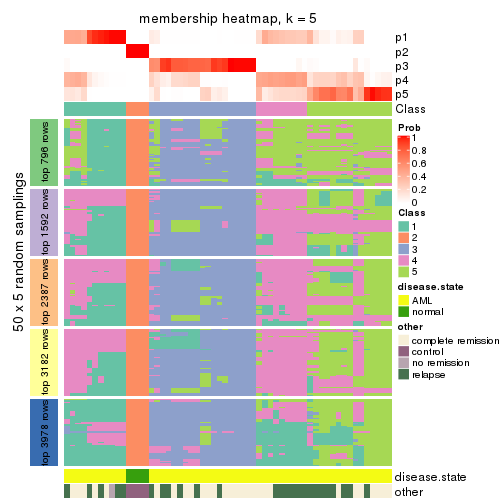 membership heatmap, k = 5
p1
p2
p3
p4
p5
Class
50 x 5 random samplings
top 796 rows
top 1592 rows
top 2387 rows
top 3182 rows
top 3978 rows
Prob
1
0.8
0.6
0.4
0.2
0
Class
1
2
3
4
5
disease.state
AML
normal
other
complete remission
control
no remission
relapse
disease.state
other